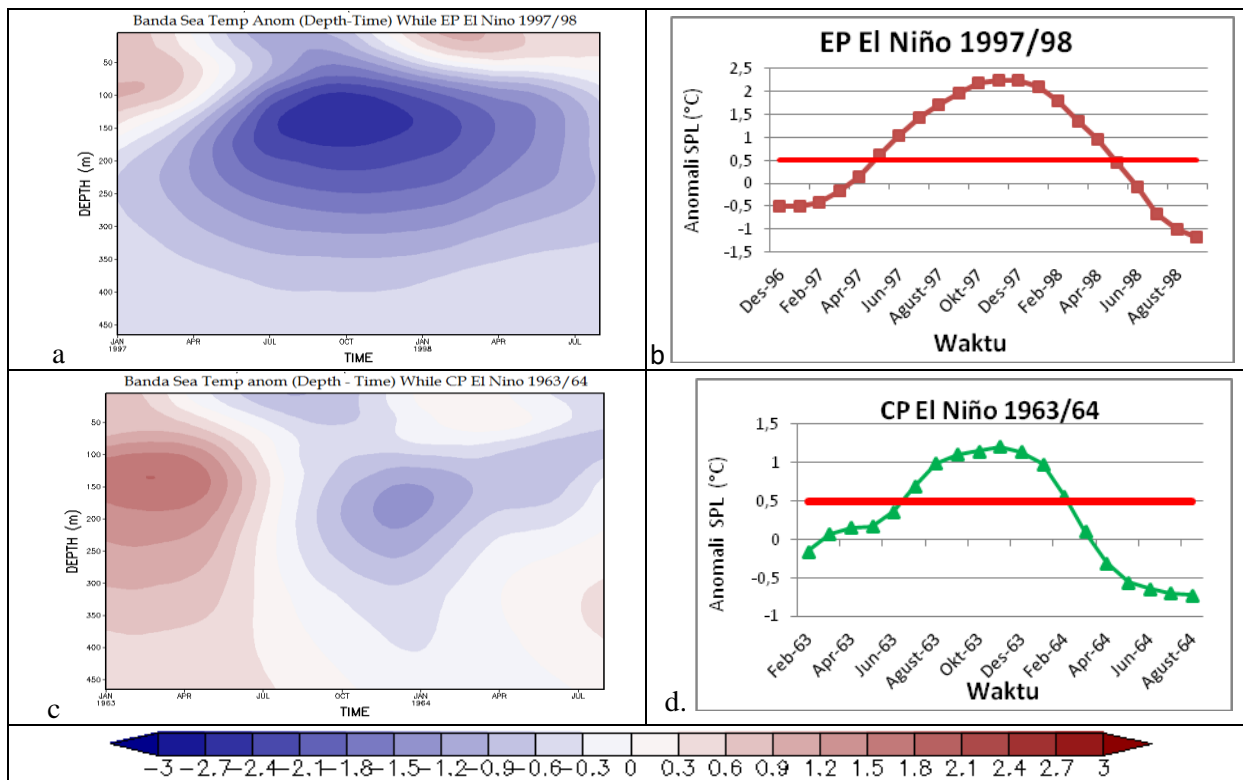 Banda Sea Temp Anom (Depth-Time) While EP El Nino 1997/98
50
100
150
200
250
300
350
400
450
DEPTH (m)
JAN APR JUL OCT JAN APR JUL
1997 1998
TIME
a
EP El Niño 1997/98
Anomali SPL (°C)
2,5
2
1,5
1
0,5
0
-0,5
-1
-1,5
Des-96 Feb-97 Apr-97 Jun-97 Agust-97 Okt-97 Des-97 Feb-98 Apr-98 Jun-98 Agust-98
Waktu
b
Banda Sea Temp anom (Depth - Time) While CP El Nino 1963/64
50
100
150
200
250
300
350
400
450
DEPTH (m)
JAN APR JUL OCT JAN APR JUL
1963 1964
TIME
c
CP El Niño 1963/64
Anomali SPL (°C)
1,5
1
0,5
0
-0,5
-1
Feb-63 Apr-63 Jun-63 Agust-63 Okt-63 Des-63 Feb-64 Apr-64 Jun-64 Agust-64
Waktu
d.
-3 -2.7 -2.4 -2.1 -1.8 -1.5 -1.2 -0.9 -0.6 -0.3 0 0.3 0.6 0.9 1.2 1.5 1.8 2.1 2.4 2.7 3